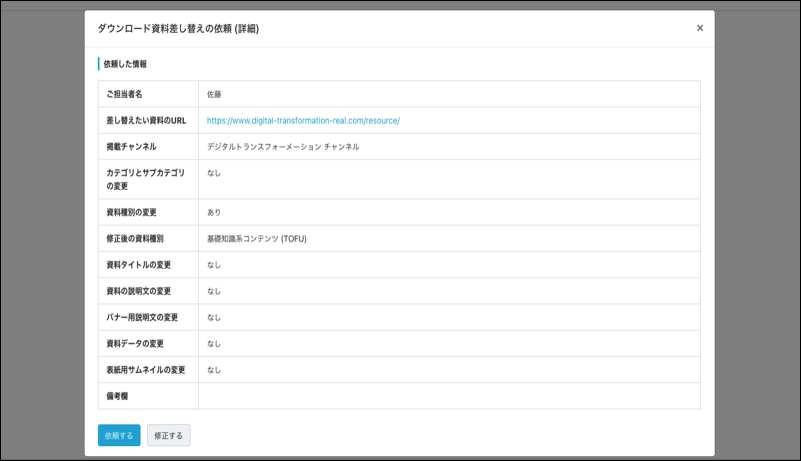 ダウンロード資料差し替えの依頼 (詳細)
×
依頼した情報
ご担当者名
佐藤
差し替えたい資料のURL
https://www.digital-transformation-real.com/resource/
掲載チャンネル
デジタルトランスフォーメーション チャンネル
カテゴリとサブカテゴリ
の変更
なし
資料種別の変更
あり
修正後の資料種別
基礎知識系コンテンツ (TOFU)
資料タイトルの変更
なし
資料の説明文の変更
なし
バナー用説明文の変更
なし
資料データの変更
なし
表紙用サムネイルの変更
なし
備考欄
依頼する
修正する